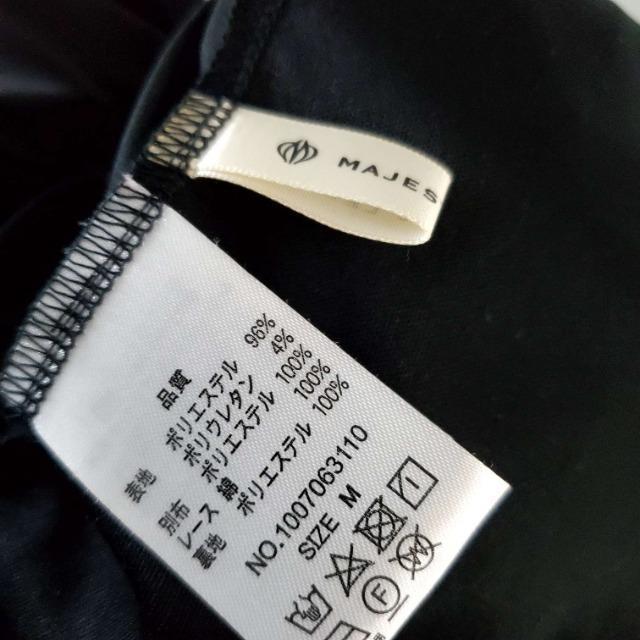 MAJES
品質
表地 ポリエステル 96%
ポリウレタン 4%
別布 ポリエステル 100%
レース 綿 100%
裏地 ポリエステル 100%
NO.1007063110
SIZE M
F